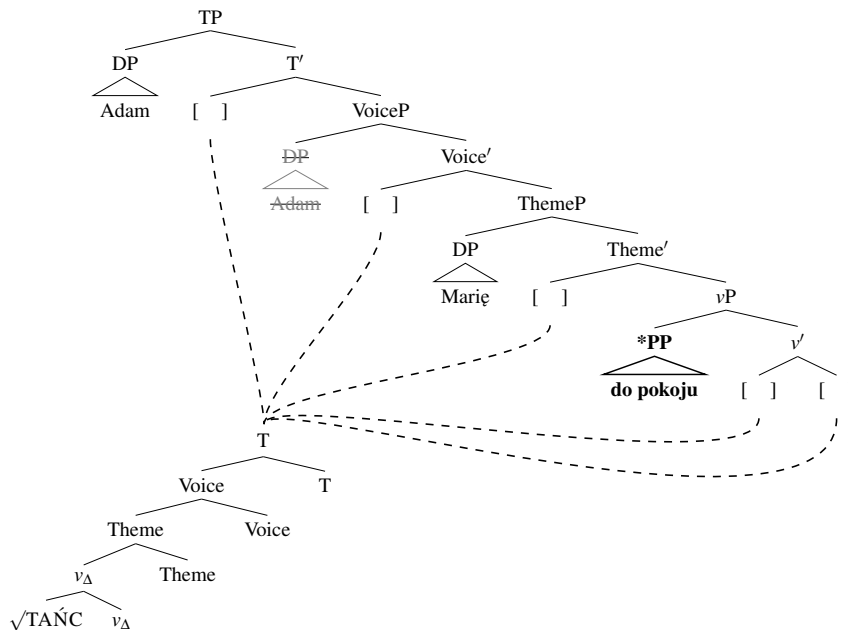 TP
DP T′
Adam [ ] VoiceP
DP Voice′
Adam [ ] ThemeP
DP Theme′
Marię [ ] vP
*PP v′
do pokoju [ ] [
T
Voice T
Theme Voice
v∆ Theme
√TAŃC v∆